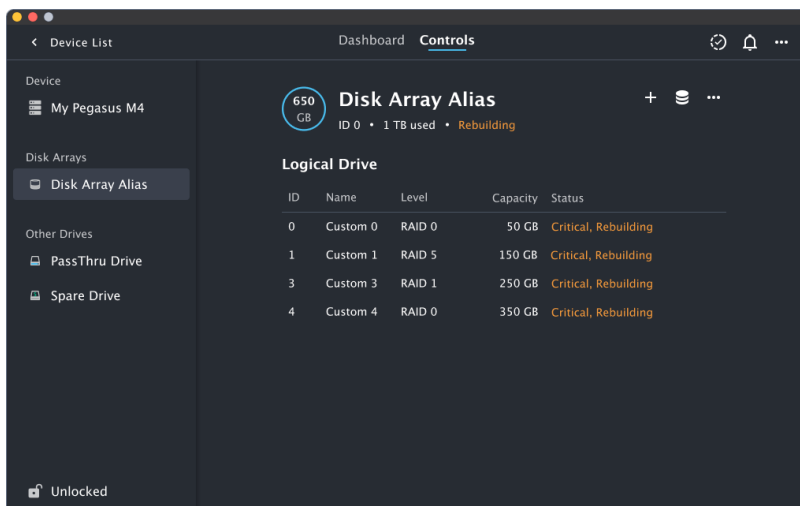 Device List
Dashboard Controls
Device
My Pegasus M4
Disk Arrays
Disk Array Alias
Other Drives
PassThru Drive
Spare Drive
Unlocked
650
GB
Disk Array Alias
ID 0 • 1 TB used • Rebuilding
Logical Drive
ID Name Level Capacity Status
0 Custom 0 RAID 0 50 GB Critical, Rebuilding
1 Custom 1 RAID 5 150 GB Critical, Rebuilding
3 Custom 3 RAID 1 250 GB Critical, Rebuilding
4 Custom 4 RAID 0 350 GB Critical, Rebuilding